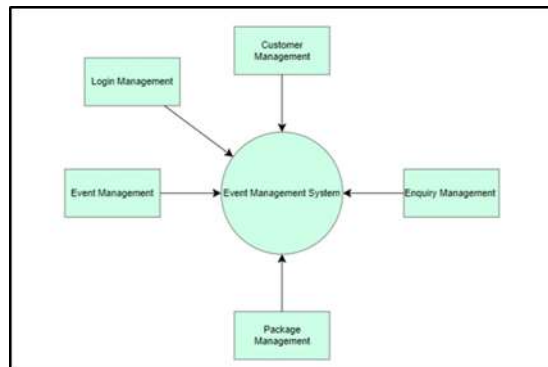 Customer
Management
Login Management
Event Management
Event Management System
Enquiry Management
Package
Management